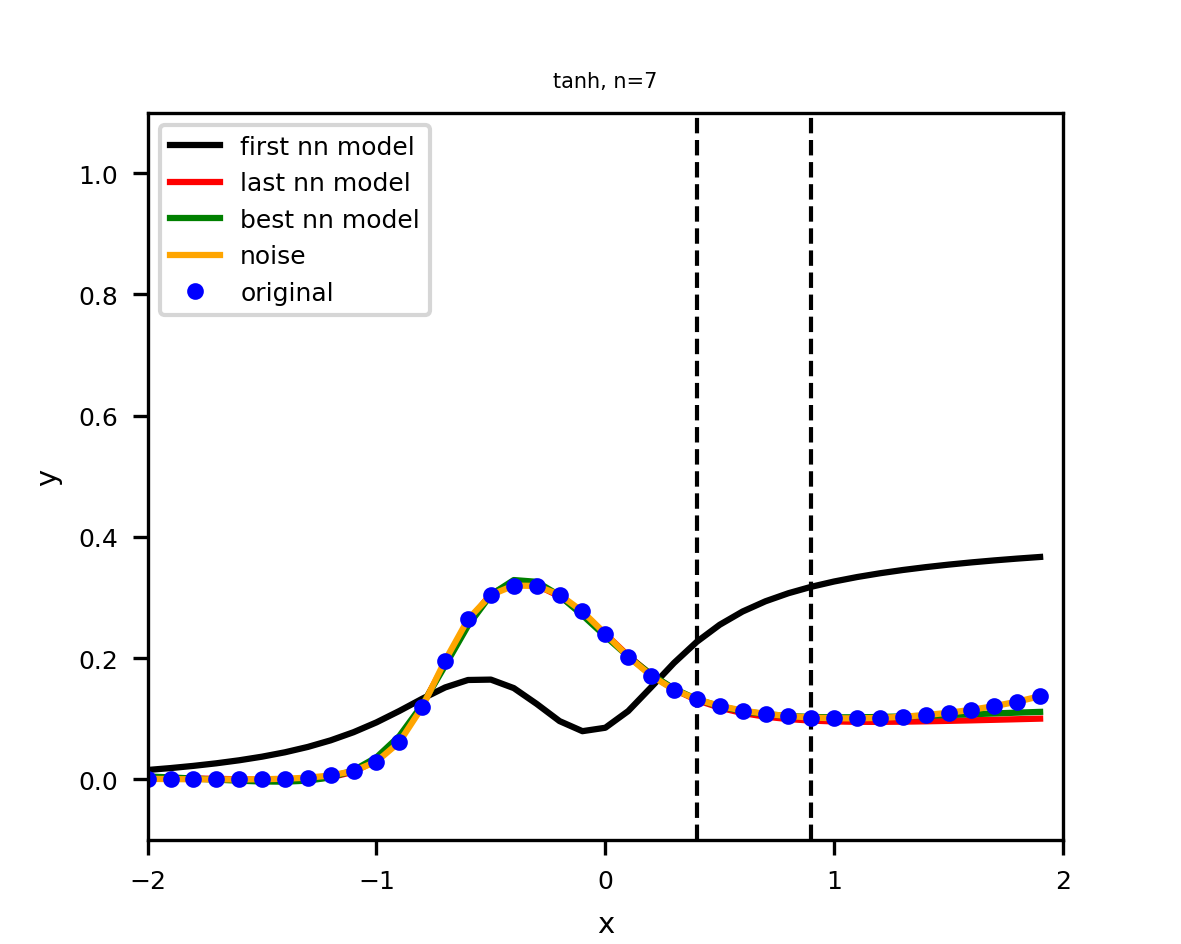 tanh, n=7
first nn model
last nn model
best nn model
noise
original
1.0
0.8
0.6
0.4
0.2
0.0
y
−2
−1
0
1
2
x